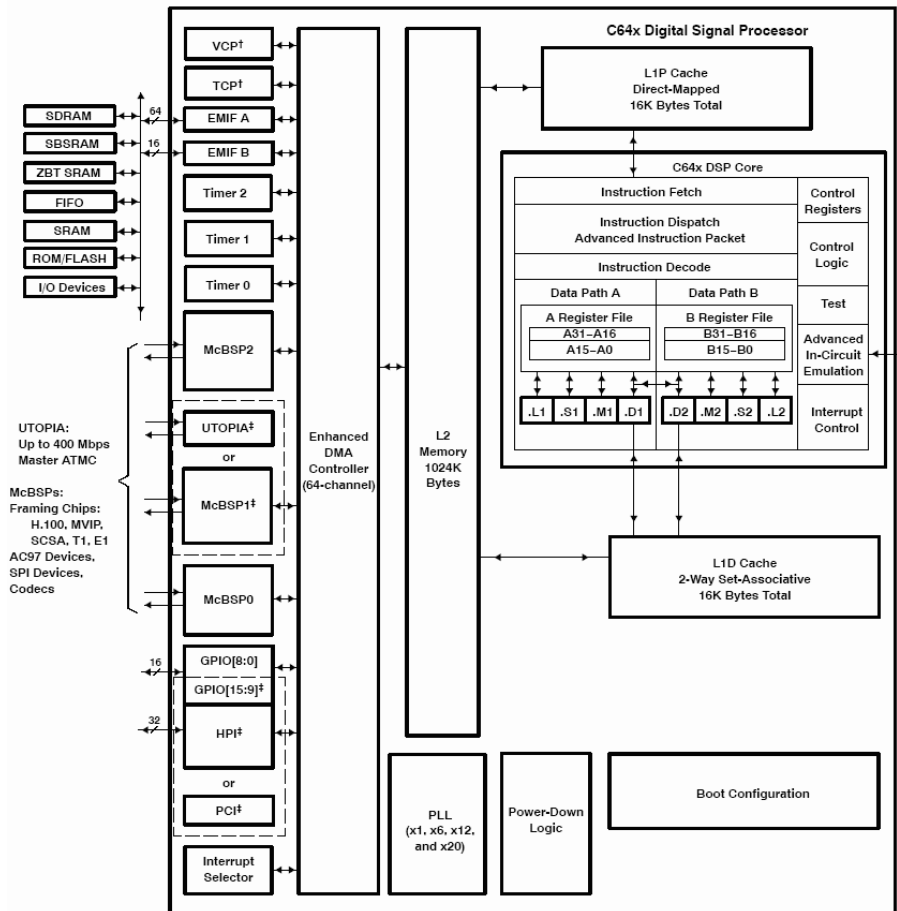 C64x Digital Signal Processor
VCP†
TCP†
EMIF A
EMIF B
Timer 2
Timer 1
Timer 0
McBSP2
UTOPIA‡
or
McBSP1‡
McBSP0
GPIO[8:0]
GPIO[15:9]‡
HPI‡
or
PCI‡
Interrupt
Selector
64
16
16
32
SDRAM
SBSRAM
ZBT SRAM
FIFO
SRAM
ROM/FLASH
I/O Devices
UTOPIA:
Up to 400 Mbps
Master ATMC
McBSPs:
Framing Chips:
H.100, MVIP,
SCSA, T1, E1
AC97 Devices,
SPI Devices,
Codecs
Enhanced
DMA
Controller
(64-channel)
L2
Memory
1024K
Bytes
L1P Cache
Direct-Mapped
16K Bytes Total
C64x DSP Core
Instruction Fetch
Instruction Dispatch
Advanced Instruction Packet
Instruction Decode
Data Path A
Data Path B
A Register File
A31–A16
A15–A0
B Register File
B31–B16
B15–B0
.L1
.S1
.M1
.D1
.D2
.M2
.S2
.L2
Control
Registers
Control
Logic
Test
Advanced
In-Circuit
Emulation
Interrupt
Control
L1D Cache
2-Way Set-Associative
16K Bytes Total
PLL
(x1, x6, x12,
and x20)
Power-Down
Logic
Boot Configuration